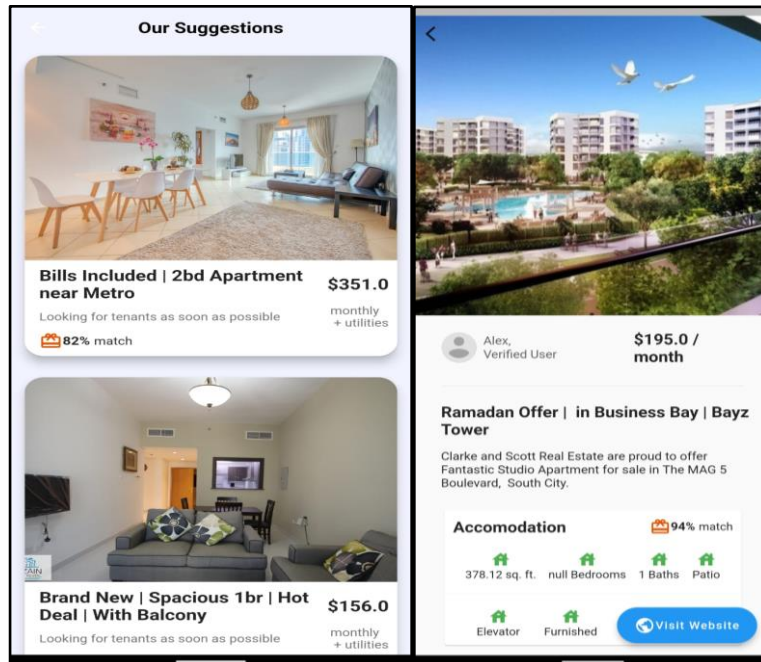 Our Suggestions
Bills Included | 2bd Apartment
near Metro
$351.0
Looking for tenants as soon as possible
monthly
+ utilities
82% match
Brand New | Spacious 1br | Hot
Deal | With Balcony
$156.0
Looking for tenants as soon as possible
monthly
+ utilities
Alex,
Verified User
$195.0 /
month
Ramadan Offer | in Business Bay | Bayz
Tower
Clarke and Scott Real Estate are proud to offer
Fantastic Studio Apartment for sale in The MAG 5
Boulevard, South City.
Accomodation
94% match
378.12 sq. ft. null Bedrooms 1 Baths Patio
Elevator Furnished
Visit Website